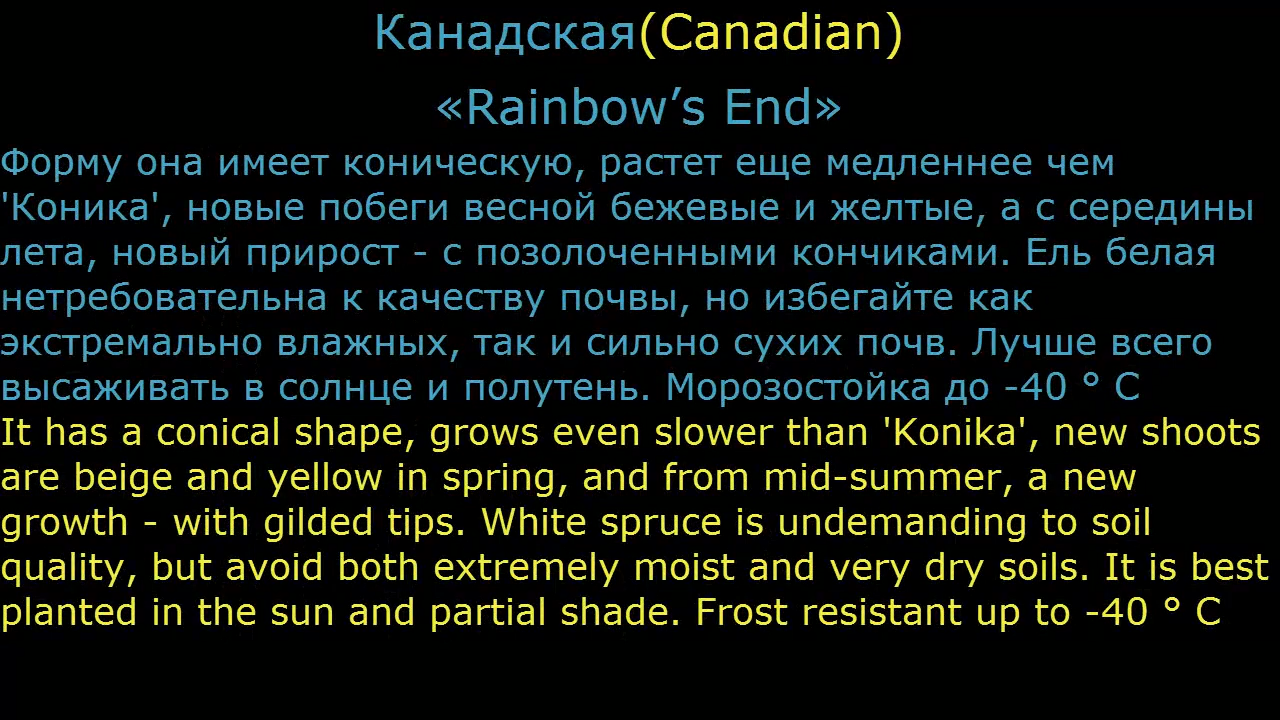 Канадская(Canadian)
«Rainbow’s End»
Форму она имеет коническую, растет еще медленнее чем
'Коника', новые побеги весной бежевые и желтые, а с середины
лета, новый прирост - с позолоченными кончиками. Ель белая
нетребовательна к качеству почвы, но избегайте как
экстремально влажных, так и сильно сухих почв. Лучше всего
высаживать в солнце и полутень. Морозостойка до -40 ° C
It has a conical shape, grows even slower than 'Konika', new shoots
are beige and yellow in spring, and from mid-summer, a new
growth - with gilded tips. White spruce is undemanding to soil
quality, but avoid both extremely moist and very dry soils. It is best
planted in the sun and partial shade. Frost resistant up to -40 ° C